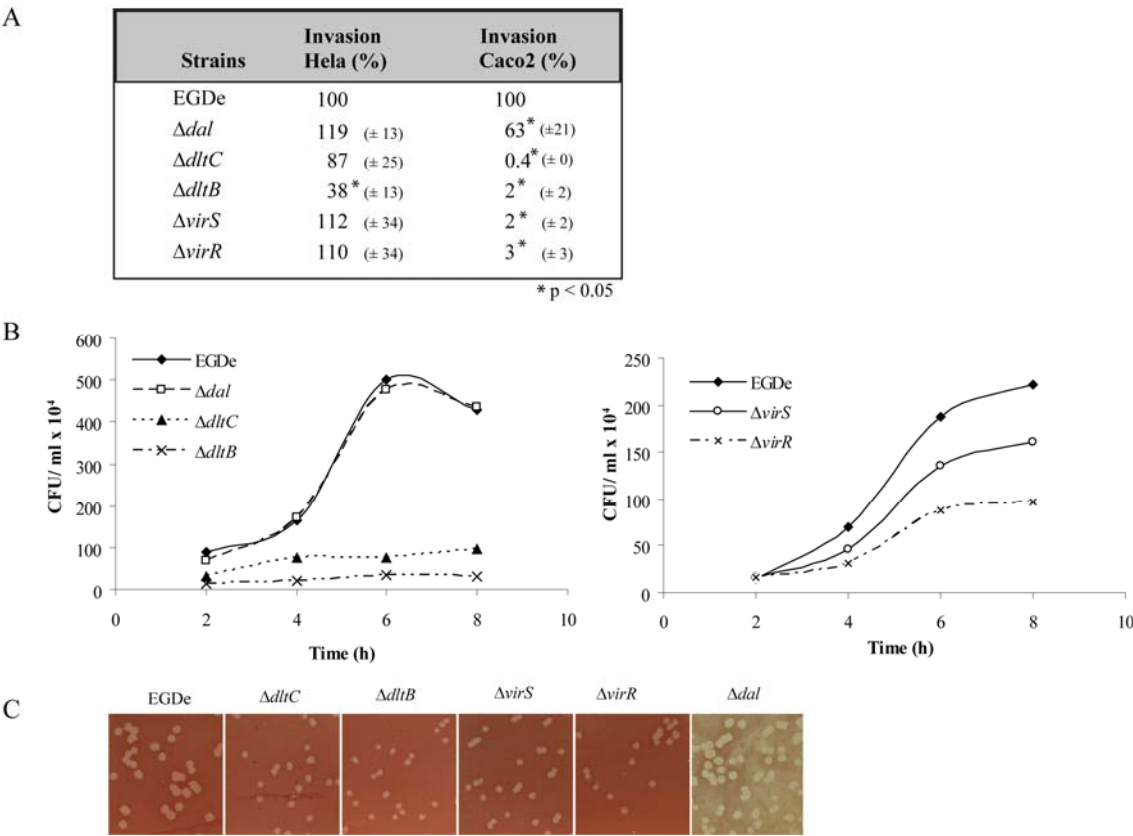 A
Strains Invasion Hela (%) Invasion Caco2 (%)
EGDe 100 100
Δdal 119 (± 13) 63* (±21)
ΔdltC 87 (± 25) 0.4* (± 0)
ΔdltB 38* (± 13) 2* (± 2)
ΔvirS 112 (± 34) 2* (± 2)
ΔvirR 110 (± 34) 3* (± 3)
* p < 0.05
B
CFU/ ml x 10⁴
600
500
400
300
200
100
0
EGDe
Δdal
ΔdltC
ΔdltB
0 2 4 6 8 10
Time (h)
CFU/ ml x 10⁴
250
200
150
100
50
0
EGDe
ΔvirS
ΔvirR
0 2 4 6 8 10
Time (h)
C
EGDe ΔdltC ΔdltB ΔvirS ΔvirR Δdal